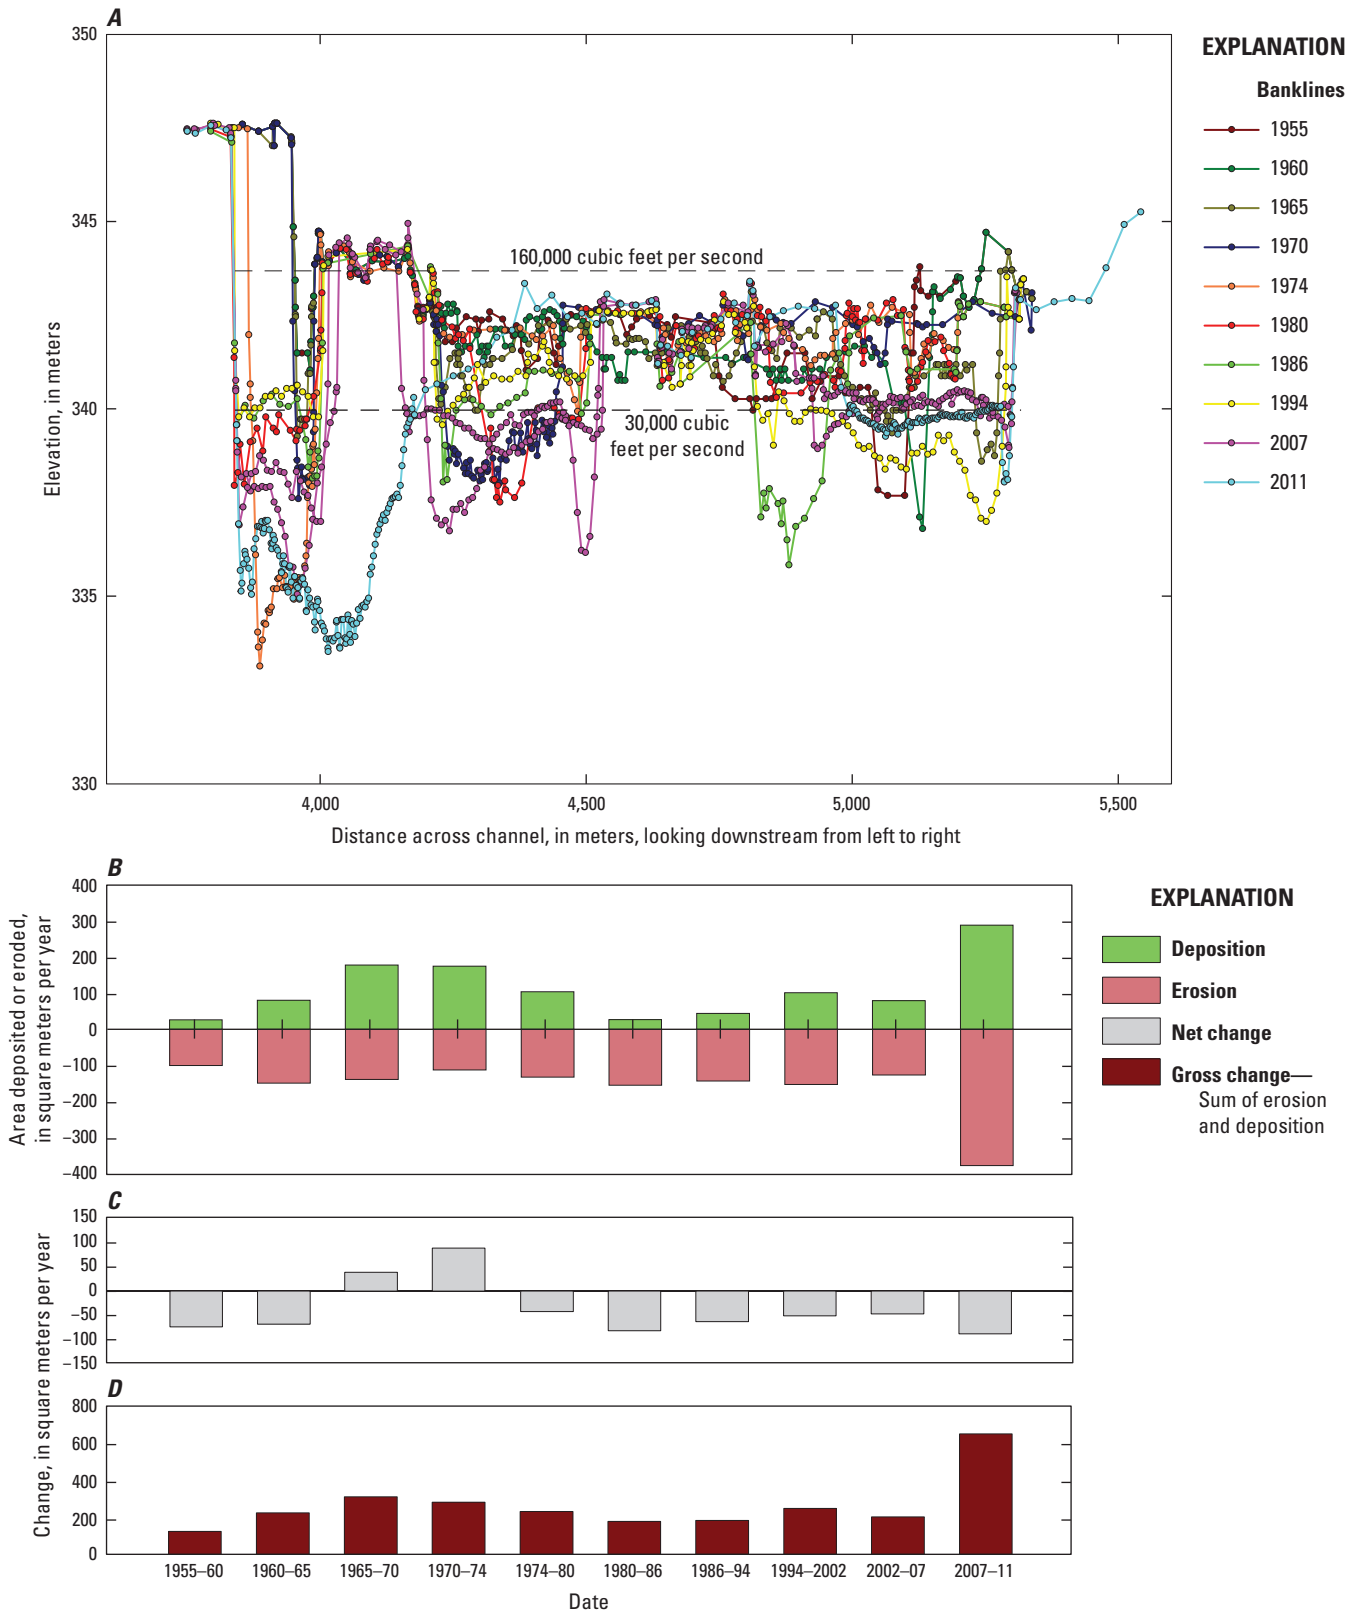 A
350
345
340
335
330
Elevation, in meters
160,000 cubic feet per second
30,000 cubic
feet per second
4,000
4,500
5,000
5,500
Distance across channel, in meters, looking downstream from left to right
EXPLANATION
Banklines
1955
1960
1965
1970
1974
1980
1986
1994
2007
2011
B
400
300
200
100
0
−100
−200
−300
−400
Area deposited or eroded,
in square meters per year
EXPLANATION
Deposition
Erosion
Net change
Gross change—
Sum of erosion
and deposition
C
150
100
50
0
−50
−100
−150
Change, in square meters per year
D
800
600
400
200
0
1955–60
1960–65
1965–70
1970–74
1974–80
1980–86
1986–94
1994–2002
2002–07
2007–11
Date